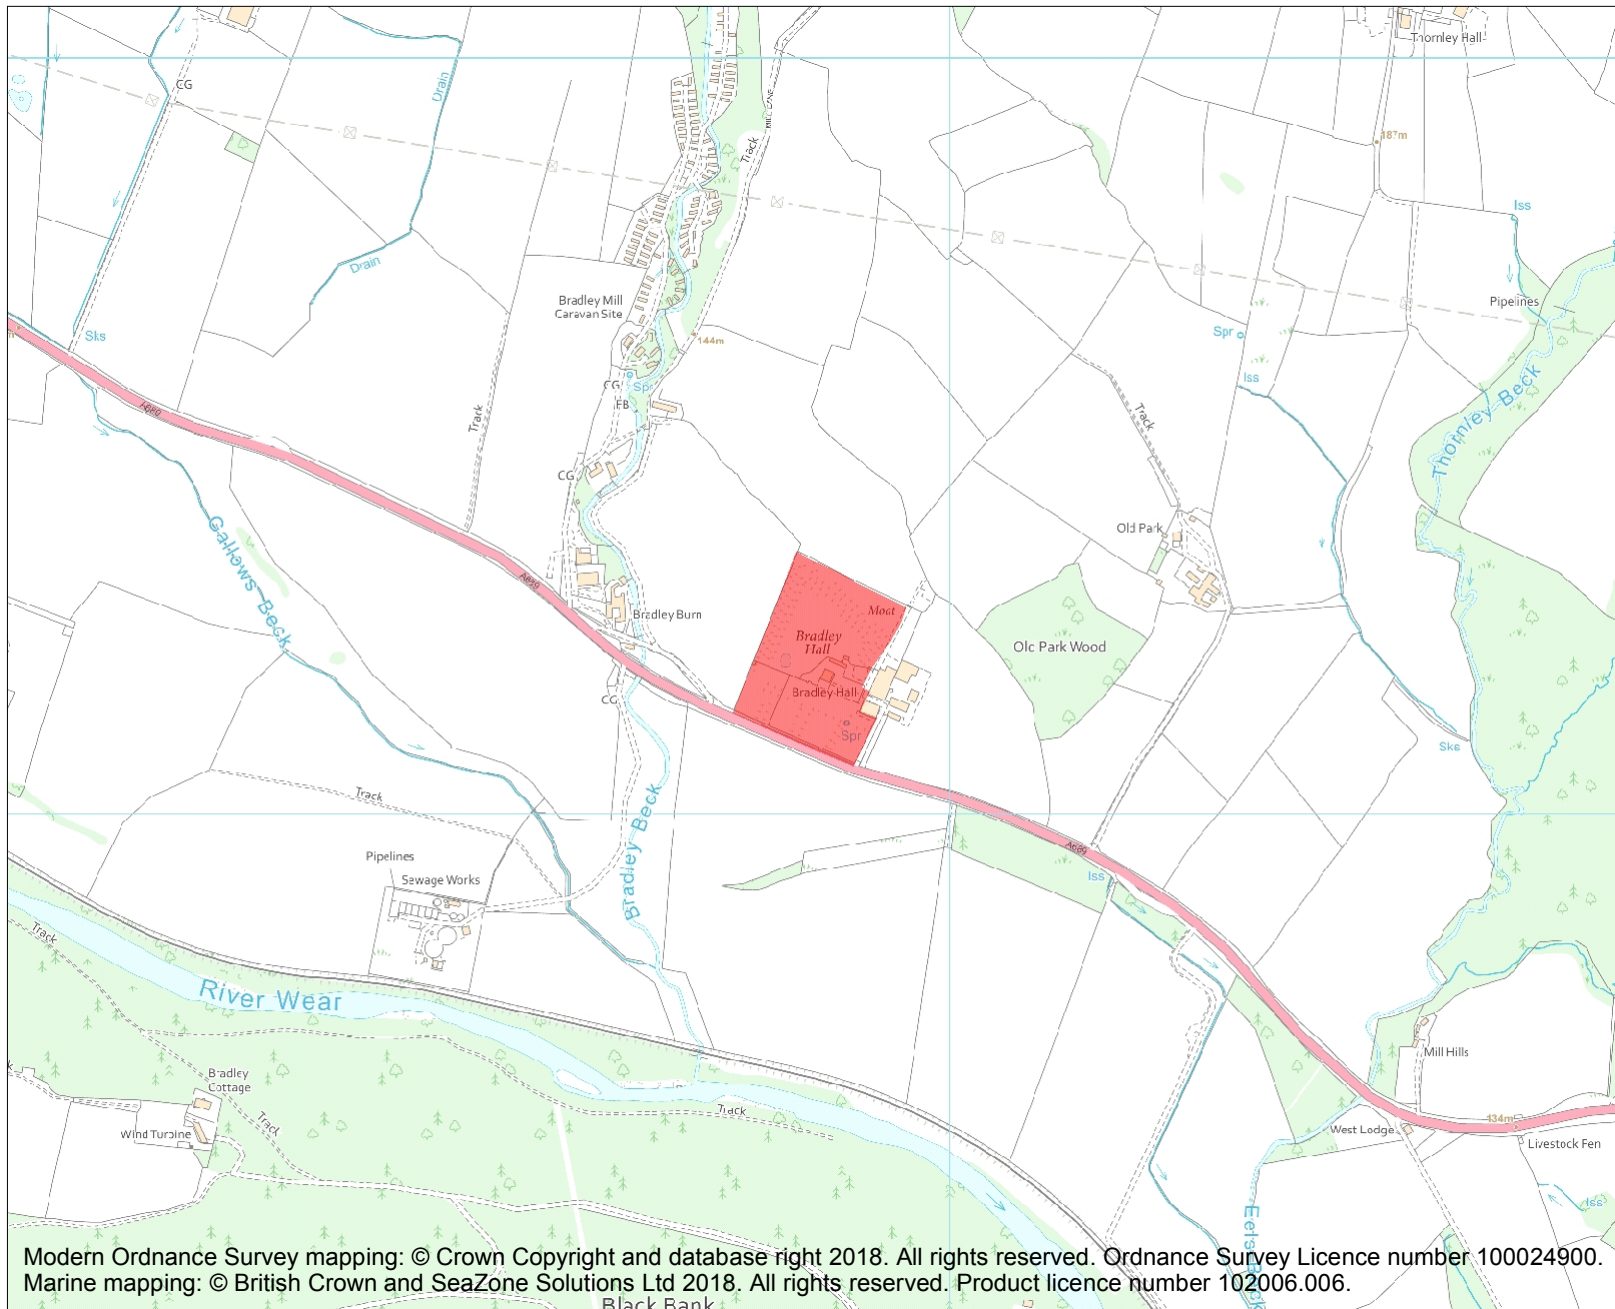 Thornley Hall
CG
Drain
MILL LANE
187m
Track
Iss
Drain
Bradley Mill
Caravan Site
Pipelines
Sks
Spr
144m
Iss
CG
Spr
FB
A689
Track
Track
Thornley Beck
CG
Gallows Beck
Old Park
A689
Moat
Bradley Burn
Bradley
Hall
Old Park Wood
Bradley Hall
CG
Spr
Sks
Track
Bradley Beck
A689
Pipelines
Sewage Works
Iss
Track
River Wear
Mill Hills
Bradley
Cottage
Track
Track
134m
Wind Turbine
West Lodge
Livestock Fen
Iss
Modern Ordnance Survey mapping: © Crown Copyright and database right 2018. All rights reserved. Ordnance Survey Licence number 100024900.
Marine mapping: © British Crown and SeaZone Solutions Ltd 2018. All rights reserved. Product licence number 102006.006.
Black Bank